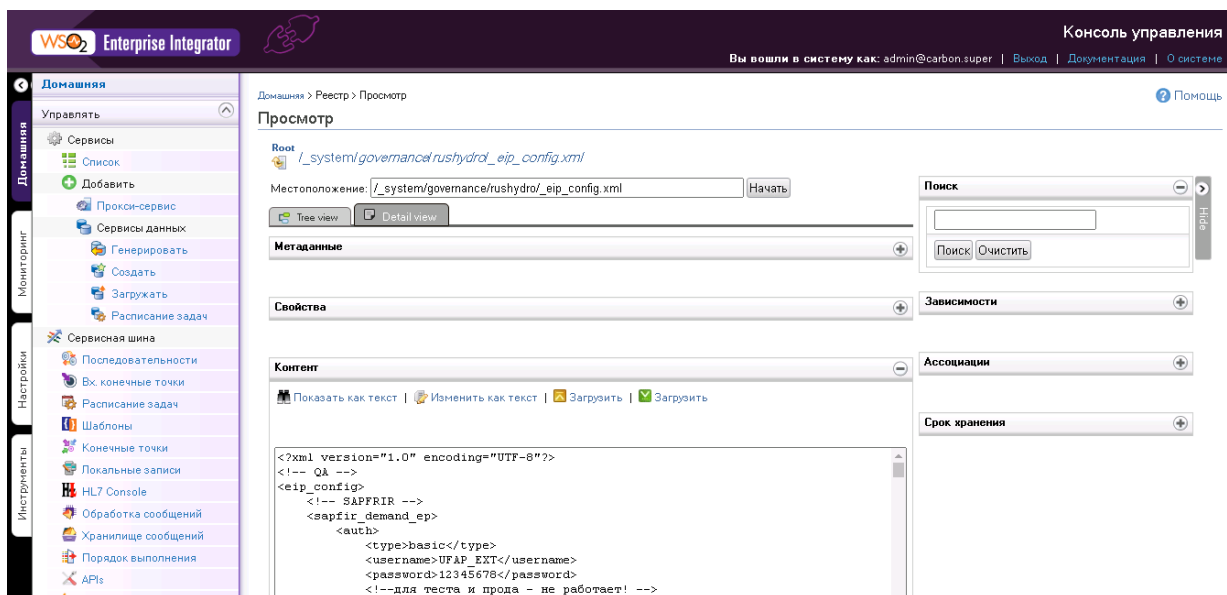 WSO2 Enterprise Integrator
Консоль управления
Вы вошли в систему как: admin@carbon.super | Выход | Документация | О системе
Домашняя
Мониторинг
Настройки
Инструменты
Домашняя
Управлять
Сервисы
Список
Добавить
Прокси-сервис
Сервисы данных
Генерировать
Создать
Загружать
Расписание задач
Сервисная шина
Последовательности
Вх. конечные точки
Расписание задач
Шаблоны
Конечные точки
Локальные записи
HL7 Console
Обработка сообщений
Хранилище сообщений
Порядок выполнения
APIs
Домашняя > Реестр > Просмотр
Помощь
Просмотр
Root
/_system/governance/rushydro/_eip_config.xml
Местоположение: /_system/governance/rushydro/_eip_config.xml Начать
Tree view Detail view
Метаданные
Свойства
Контент
Показать как текст | Изменить как текст | Загрузить | Загрузить
<?xml version="1.0" encoding="UTF-8"?>
<!-- QA -->
<eip_config>
<!-- SAPFRIR -->
<sapfir_demand_ep>
<auth>
<type>basic</type>
<username>UFAP_EXT</username>
<password>12345678</password>
<!--для теста и прода - не работает! -->
Поиск
Поиск Очистить
Зависимости
Ассоциации
Срок хранения
Hide